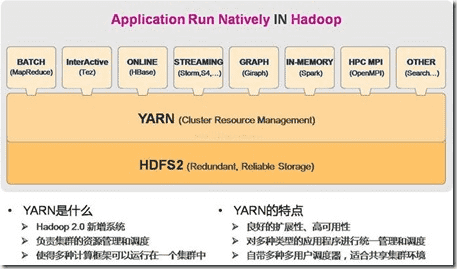 Application Run Natively IN Hadoop
BATCH
(MapReduce)
InterActive
(Tez)
ONLINE
(HBase)
STREAMING
(Storm,S4,...)
GRAPH
(Giraph)
IN-MEMORY
(Spark)
HPC MPI
(OpenMPI)
OTHER
(Search...)
YARN (Cluster Resource Management)
HDFS2 (Redundant, Reliable Storage)
• YARN是什么
➢ Hadoop 2.0 新增系统
➢ 负责集群的资源管理和调度
➢ 使得多种计算框架可以运行在一个集群中
• YARN的特点
➢ 良好的扩展性、高可用性
➢ 对多种类型的应用程序进行统一管理和调度
➢ 自带多种多用户调度器，适合共享集群环境